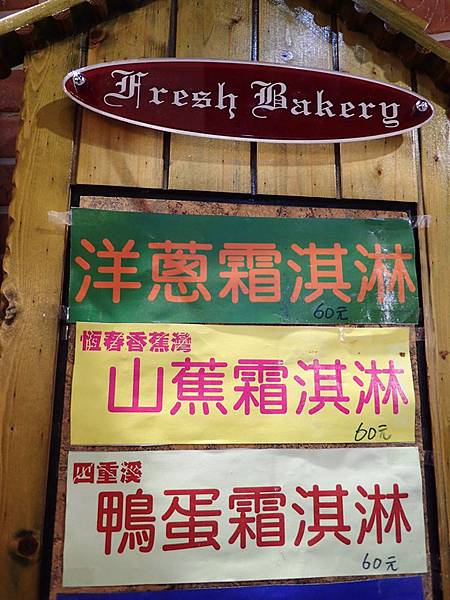 Fresh Bakery
洋蔥霜淇淋
60元
恆春香蕉灣
山蕉霜淇淋
60元
四重溪
鴨蛋霜淇淋
60元